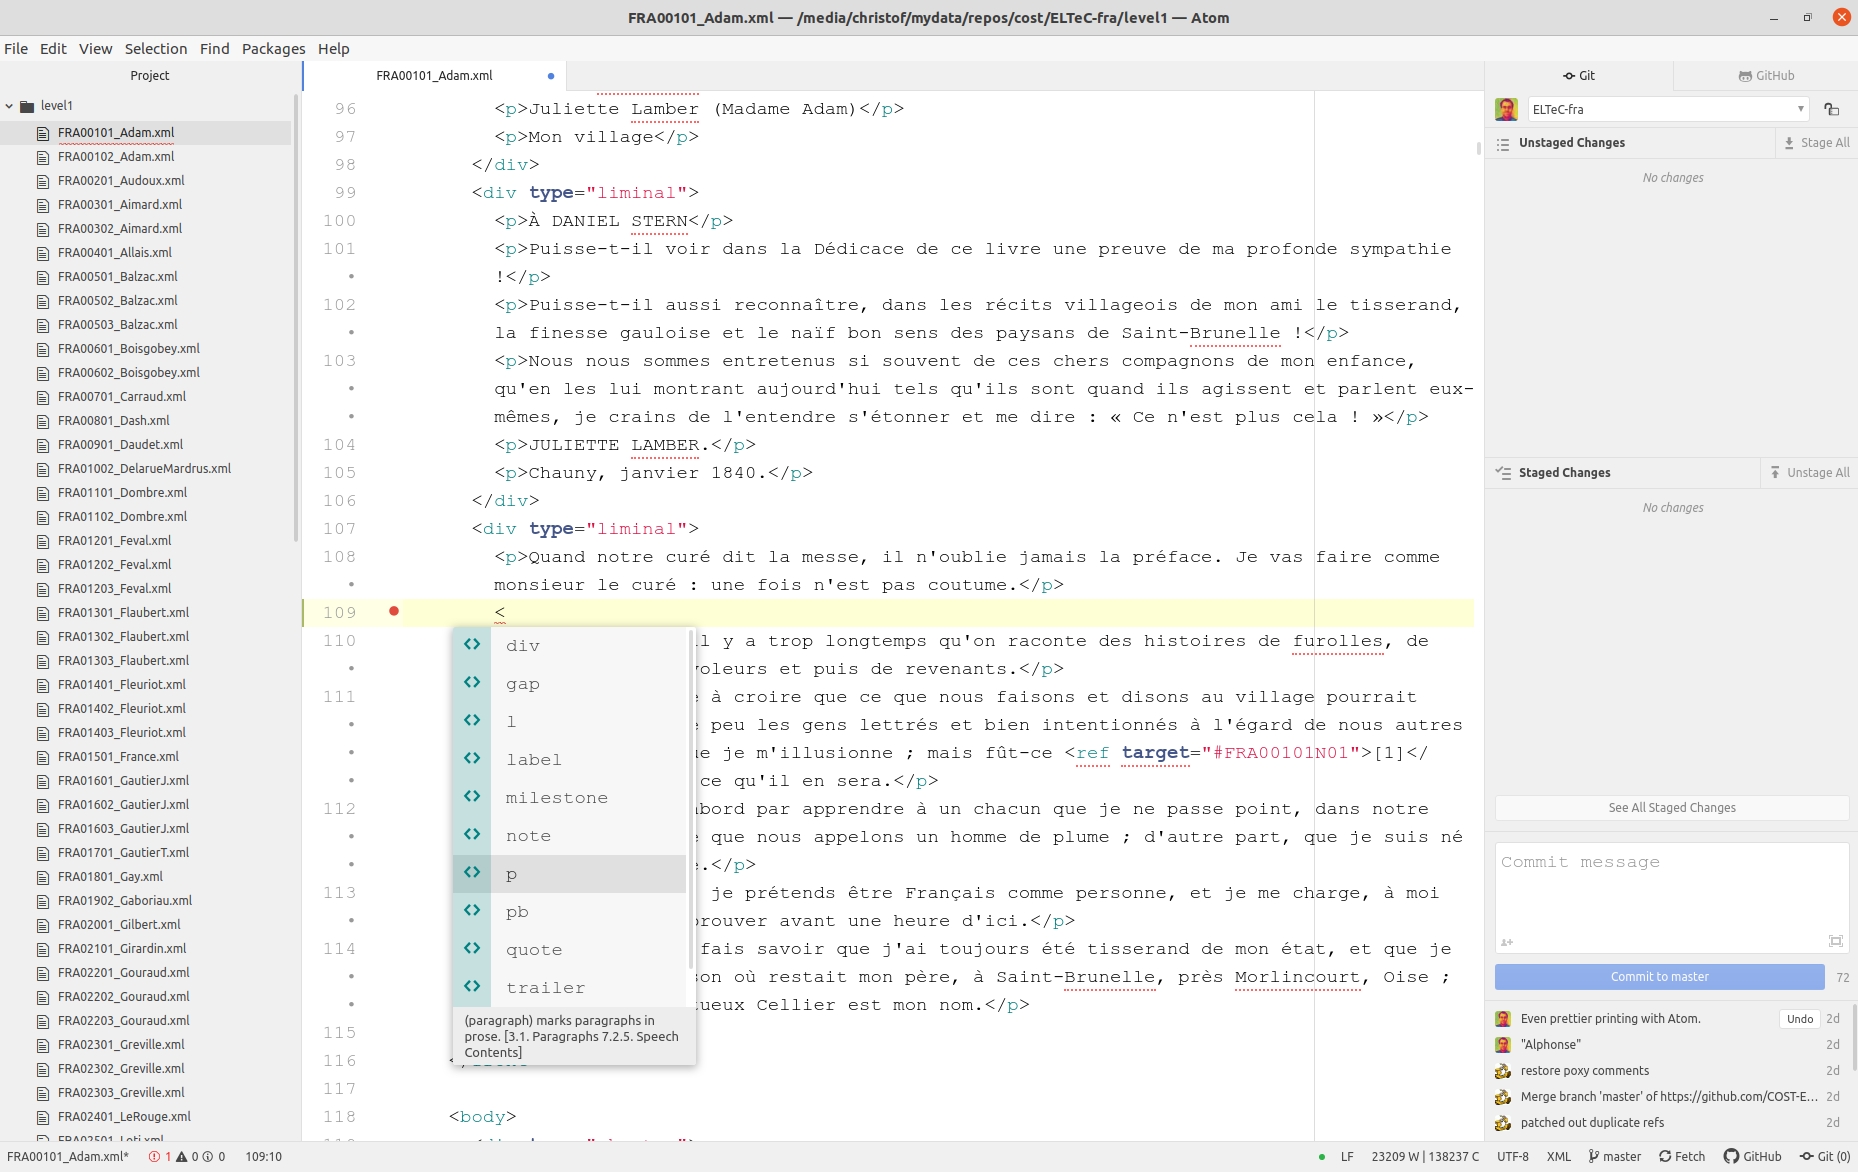 FRA00101_Adam.xml — /media/christof/mydata/repos/cost/ELTeC-fra/level1 — Atom
File Edit View Selection Find Packages Help
Project
level1
FRA00101_Adam.xml
FRA00102_Adam.xml
FRA00201_Audoux.xml
FRA00301_Aimard.xml
FRA00302_Aimard.xml
FRA00401_Allais.xml
FRA00501_Balzac.xml
FRA00502_Balzac.xml
FRA00503_Balzac.xml
FRA00601_Boisgobey.xml
FRA00602_Boisgobey.xml
FRA00701_Carraud.xml
FRA00801_Dash.xml
FRA00901_Daudet.xml
FRA01002_DelarueMardrus.xml
FRA01101_Dombre.xml
FRA01102_Dombre.xml
FRA01201_Feval.xml
FRA01202_Feval.xml
FRA01203_Feval.xml
FRA01301_Flaubert.xml
FRA01302_Flaubert.xml
FRA01303_Flaubert.xml
FRA01401_Fleuriot.xml
FRA01402_Fleuriot.xml
FRA01403_Fleuriot.xml
FRA01501_France.xml
FRA01601_GautierJ.xml
FRA01602_GautierJ.xml
FRA01603_GautierJ.xml
FRA01701_GautierT.xml
FRA01801_Gay.xml
FRA01902_Gaboriau.xml
FRA02001_Gilbert.xml
FRA02101_Girardin.xml
FRA02201_Gouraud.xml
FRA02202_Gouraud.xml
FRA02203_Gouraud.xml
FRA02301_Greville.xml
FRA02302_Greville.xml
FRA02303_Greville.xml
FRA02401_LeRouge.xml
FRA02501_Loti.xml
FRA00101_Adam.xml
96 <p>Juliette Lamber (Madame Adam)</p>
97 <p>Mon village</p>
98 </div>
99 <div type="liminal">
100 <p>À DANIEL STERN</p>
101 <p>Puisse-t-il voir dans la Dédicace de ce livre une preuve de ma profonde sympathie
• !</p>
102 <p>Puisse-t-il aussi reconnaître, dans les récits villageois de mon ami le tisserand,
• la finesse gauloise et le naïf bon sens des paysans de Saint-Brunelle !</p>
103 <p>Nous nous sommes entretenus si souvent de ces chers compagnons de mon enfance,
• qu'en les lui montrant aujourd'hui tels qu'ils sont quand ils agissent et parlent eux-
• mêmes, je crains de l'entendre s'étonner et me dire : « Ce n'est plus cela ! »</p>
104 <p>JULIETTE LAMBER.</p>
105 <p>Chauny, janvier 1840.</p>
106 </div>
107 <div type="liminal">
108 <p>Quand notre curé dit la messe, il n'oublie jamais la préface. Je vas faire comme
• monsieur le curé : une fois n'est pas coutume.</p>
109 <
110 l y a trop longtemps qu'on raconte des histoires de furolles, de
• voleurs et puis de revenants.</p>
111 à croire que ce que nous faisons et disons au village pourrait
• peu les gens lettrés et bien intentionnés à l'égard de nous autres
• je m'illusionne ; mais fût-ce <ref target="#FRA00101N01">[1]</
• ce qu'il en sera.</p>
112 bord par apprendre à un chacun que je ne passe point, dans notre
• que nous appelons un homme de plume ; d'autre part, que je suis né
• .</p>
113 je prétends être Français comme personne, et je me charge, à moi
• rouver avant une heure d'ici.</p>
114 fais savoir que j'ai toujours été tisserand de mon état, et que je
• son où restait mon père, à Saint-Brunelle, près Morlincourt, Oise ;
• tueux Cellier est mon nom.</p>
115
116
117
118 <body>
div
gap
l
label
milestone
note
p
pb
quote
trailer
(paragraph) marks paragraphs in
prose. [3.1. Paragraphs 7.2.5. Speech
Contents]
Git GitHub
ELTeC-fra
Unstaged Changes Stage All
No changes
Staged Changes Unstage All
No changes
See All Staged Changes
Commit message
Commit to master 72
Even prettier printing with Atom. Undo 2d
"Alphonse" 2d
restore poxy comments 2d
Merge branch 'master' of https://github.com/COST-E... 2d
patched out duplicate refs 2d
FRA00101_Adam.xml* 1 0 0 109:10 LF 23209 W | 138237 C UTF-8 XML master Fetch GitHub Git (0)